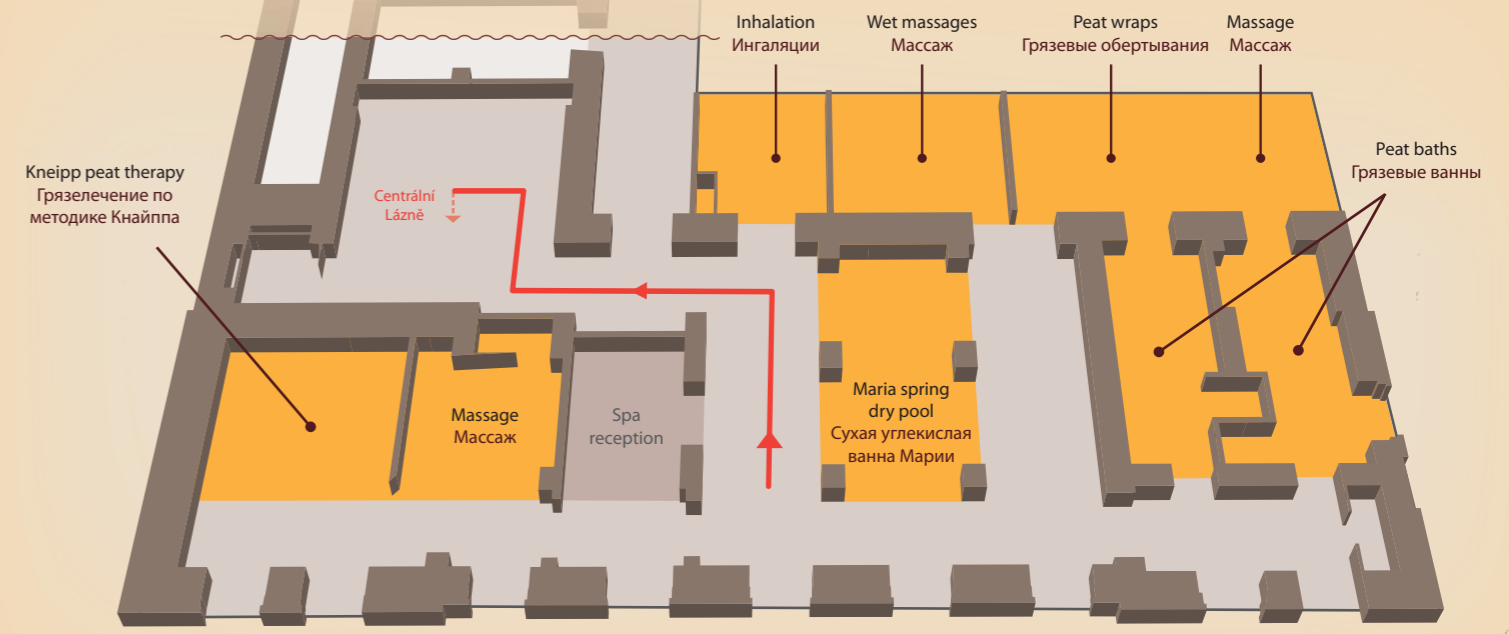 Inhalation
Ингаляции
Wet massages
Массаж
Peat wraps
Грязевые обертывания
Massage
Массаж
Peat baths
Грязевые ванны
Kneipp peat therapy
Грязелечение по
методике Кнайппа
Centrální
Lázně
Massage
Массаж
Spa
reception
Maria spring
dry pool
Сухая углекислая
ванна Марии